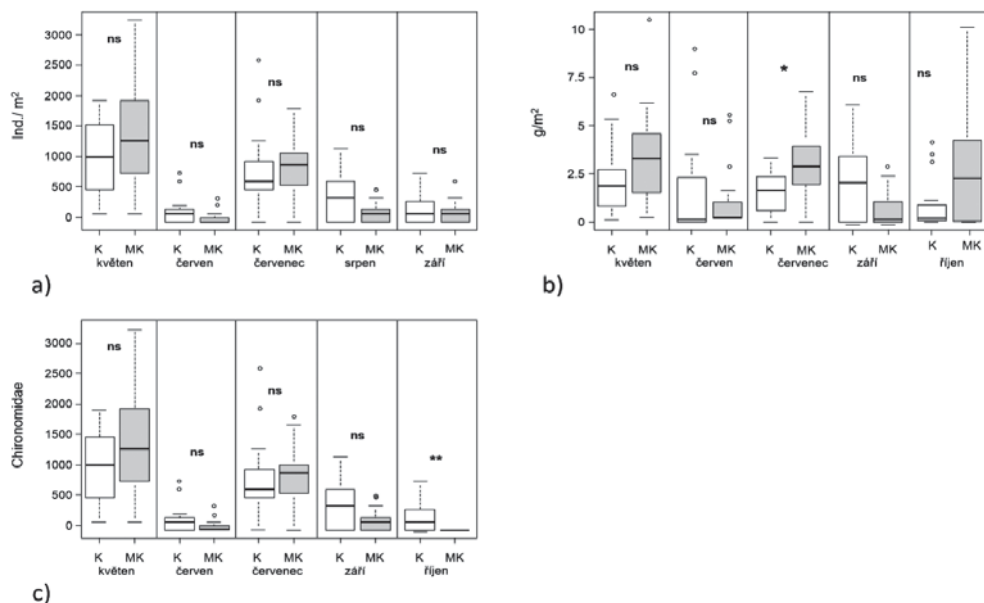 3000
2500
2000
1500
1000
500
0
Ind./ m²
ns
ns
ns
ns
ns
K MK K MK K MK K MK K MK
květen červen červenec srpen září
a)
10
7.5
5
2.5
0
g/m²
ns
ns
*
ns
ns
K MK K MK K MK K MK K MK
květen červen červenec září říjen
b)
3000
2500
2000
1500
1000
500
0
Chironomidae
ns
ns
ns
ns
**
K MK K MK K MK K MK K MK
květen červen červenec září říjen
c)